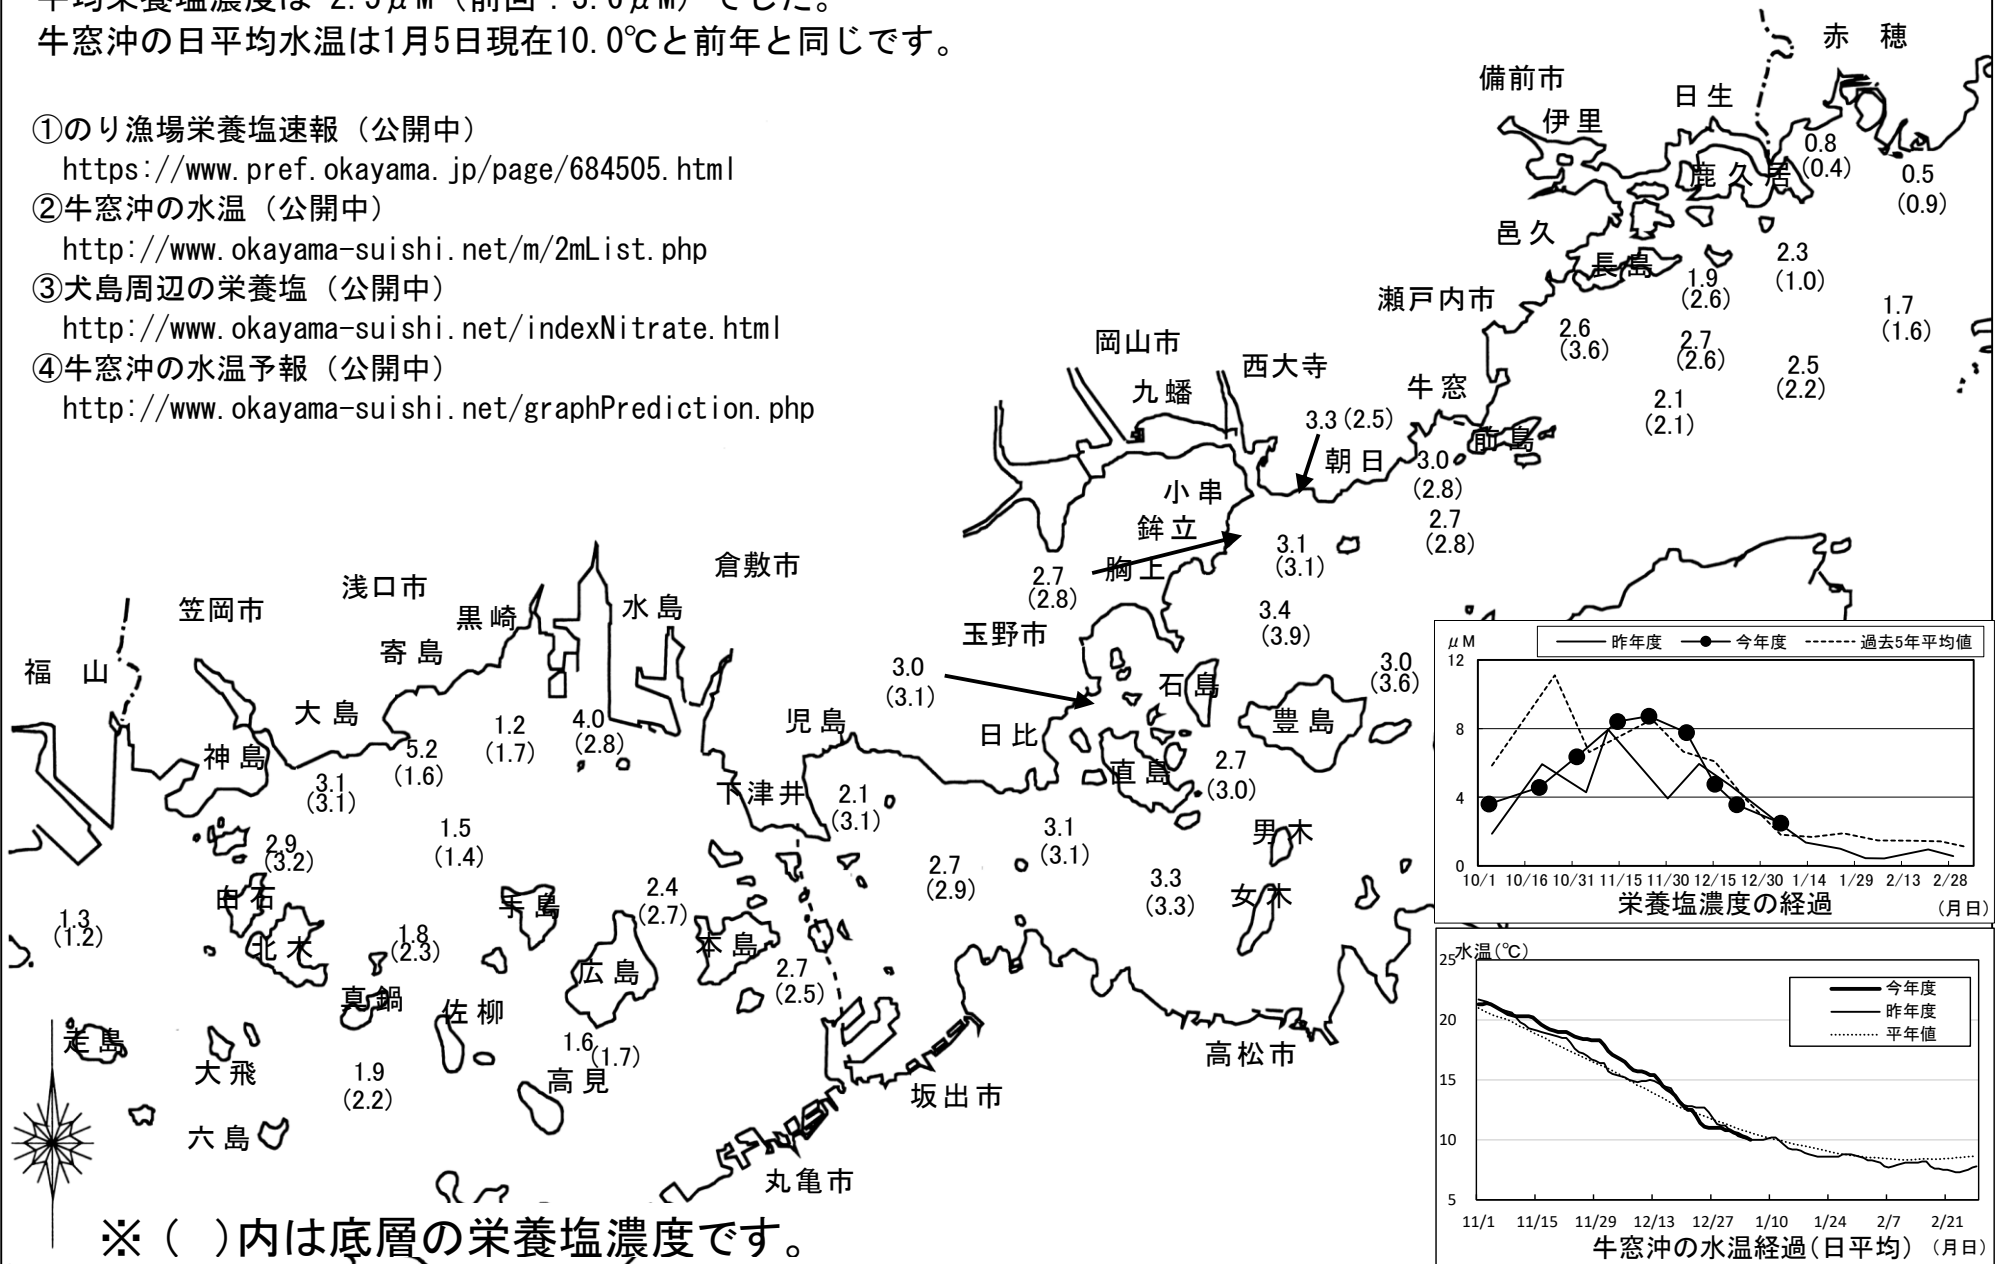 平均栄養塩濃度は 2.5μM（前回：3.6μM）でした。
牛窓沖の日平均水温は1月5日現在10.0℃と前年と同じです。
①のり漁場栄養塩速報（公開中）
https://www.pref.okayama.jp/page/684505.html
②牛窓沖の水温（公開中）
http://www.okayama-suishi.net/m/2mList.php
③犬島周辺の栄養塩（公開中）
http://www.okayama-suishi.net/indexNitrate.html
④牛窓沖の水温予報（公開中）
http://www.okayama-suishi.net/graphPrediction.php
赤 穂
備前市
日生
伊里
0.8
(0.4)
鹿久居
0.5
(0.9)
邑久
長島
2.3
(1.0)
1.9
(2.6)
瀬戸内市
1.7
(1.6)
2.6
(3.6)
2.7
(2.6)
2.5
(2.2)
2.1
(2.1)
岡山市
西大寺
九蟠
牛窓
3.3(2.5)
前島
朝日
3.0
(2.8)
小串
鉾立
2.7
(2.8)
3.1
(3.1)
胸上
2.7
(2.8)
3.4
(3.9)
玉野市
3.0
(3.1)
石島
3.0
(3.6)
豊島
日比
直島
2.7
(3.0)
男木
3.1
(3.1)
3.3
(3.3)
女木
倉敷市
浅口市
笠岡市
水島
黒崎
寄島
福 山
大島
神島
1.2
(1.7)
4.0
(2.8)
5.2
(1.6)
3.1
(3.1)
児島
下津井
2.1
(3.1)
1.5
(1.4)
2.9
(3.2)
2.7
(2.9)
白石
手島
2.4
(2.7)
1.3
(1.2)
北木
1.8
(2.3)
本島
広島
2.7
(2.5)
真鍋
佐柳
走島
大飛
1.6
(1.7)
1.9
(2.2)
高見
六島
高松市
坂出市
丸亀市
※（ ）内は底層の栄養塩濃度です。
μM
昨年度 今年度 過去5年平均値
12
8
4
0
10/1 10/16 10/31 11/15 11/30 12/15 12/30 1/14 1/29 2/13 2/28
栄養塩濃度の経過 （月日）
水温(℃)
25
今年度
昨年度
平年値
20
15
10
5
11/1 11/15 11/29 12/13 12/27 1/10 1/24 2/7 2/21
牛窓沖の水温経過(日平均) （月日）